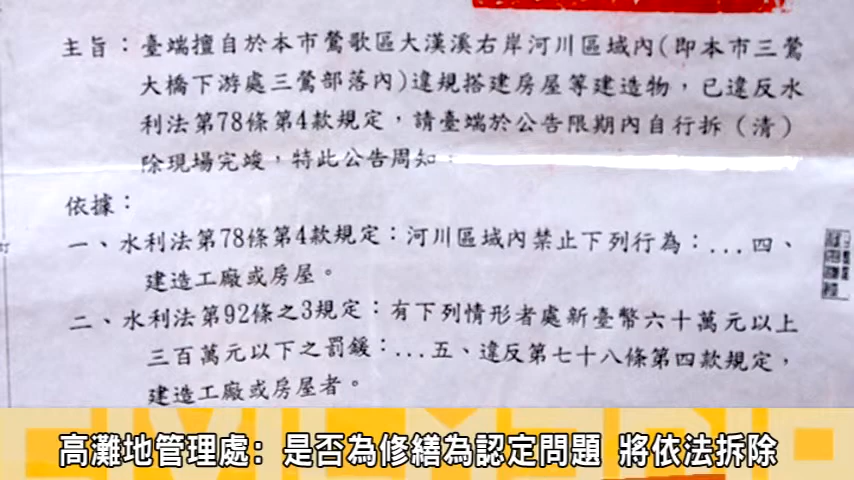 主旨：臺端擅自於本市鶯歌區大漢溪右岸河川區域內(即本市三鶯
大橋下游處三鶯部落內)違規搭建房屋等建造物，已違反水
利法第78條第4款規定，請臺端於公告限期內自行拆（清）
除現場完竣，特此公告周知
依據：
一、水利法第78條第4款規定：河川區域內禁止下列行為：...四、
建造工廠或房屋。
二、水利法第92條之3規定：有下列情形者處新臺幣六十萬元以上
三百萬元以下之罰鍰：...五、違反第七十八條第四款規定，
建造工廠或房屋者。
高灘地管理處：是否為修繕為認定問題 將依法拆除